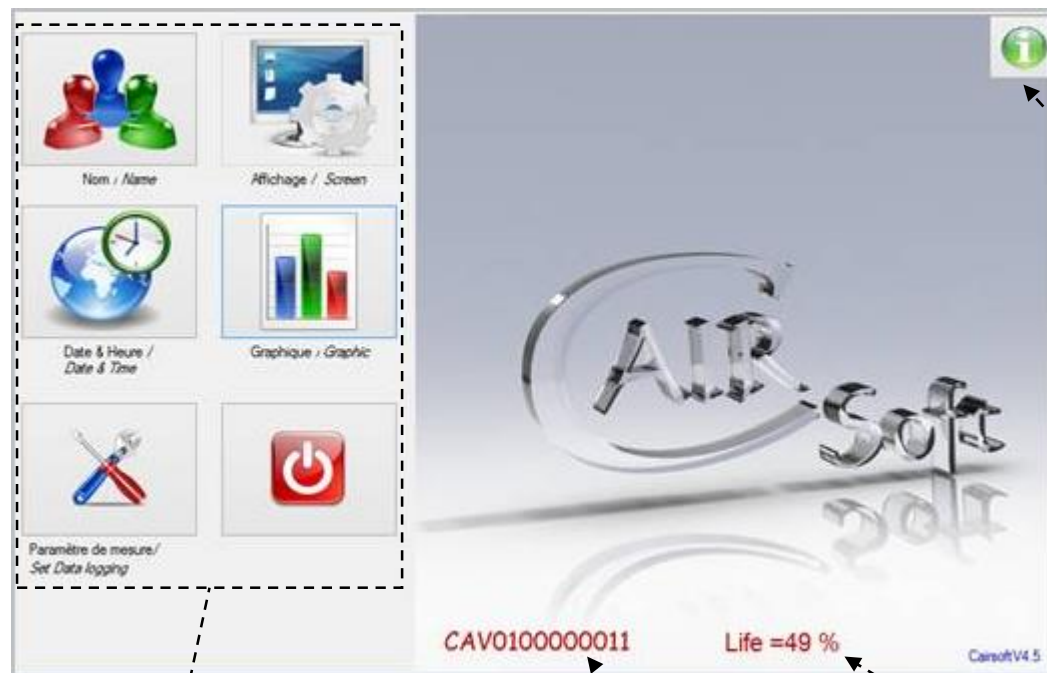 Nom / Name
Affichage / Screen
Date & Heure /
Date & Time
Graphique / Graphic
Paramètre de mesure/
Set Data logging
CAIR
Soft
CAV0100000011
Life =49 %
CairsoftV4.5